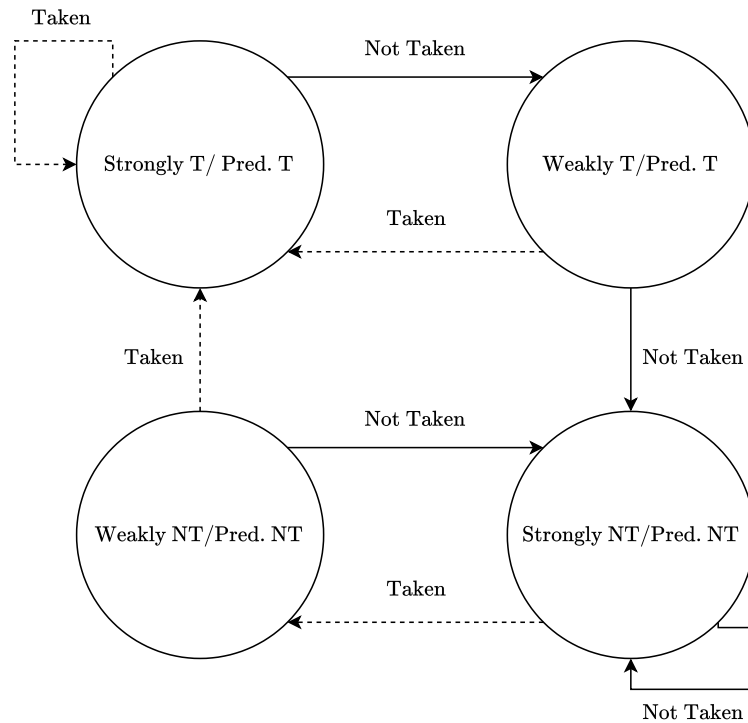 Taken
Not Taken
Strongly T/ Pred. T
Weakly T/Pred. T
Taken
Taken
Not Taken
Not Taken
Weakly NT/Pred. NT
Strongly NT/Pred. NT
Taken
Not Taken